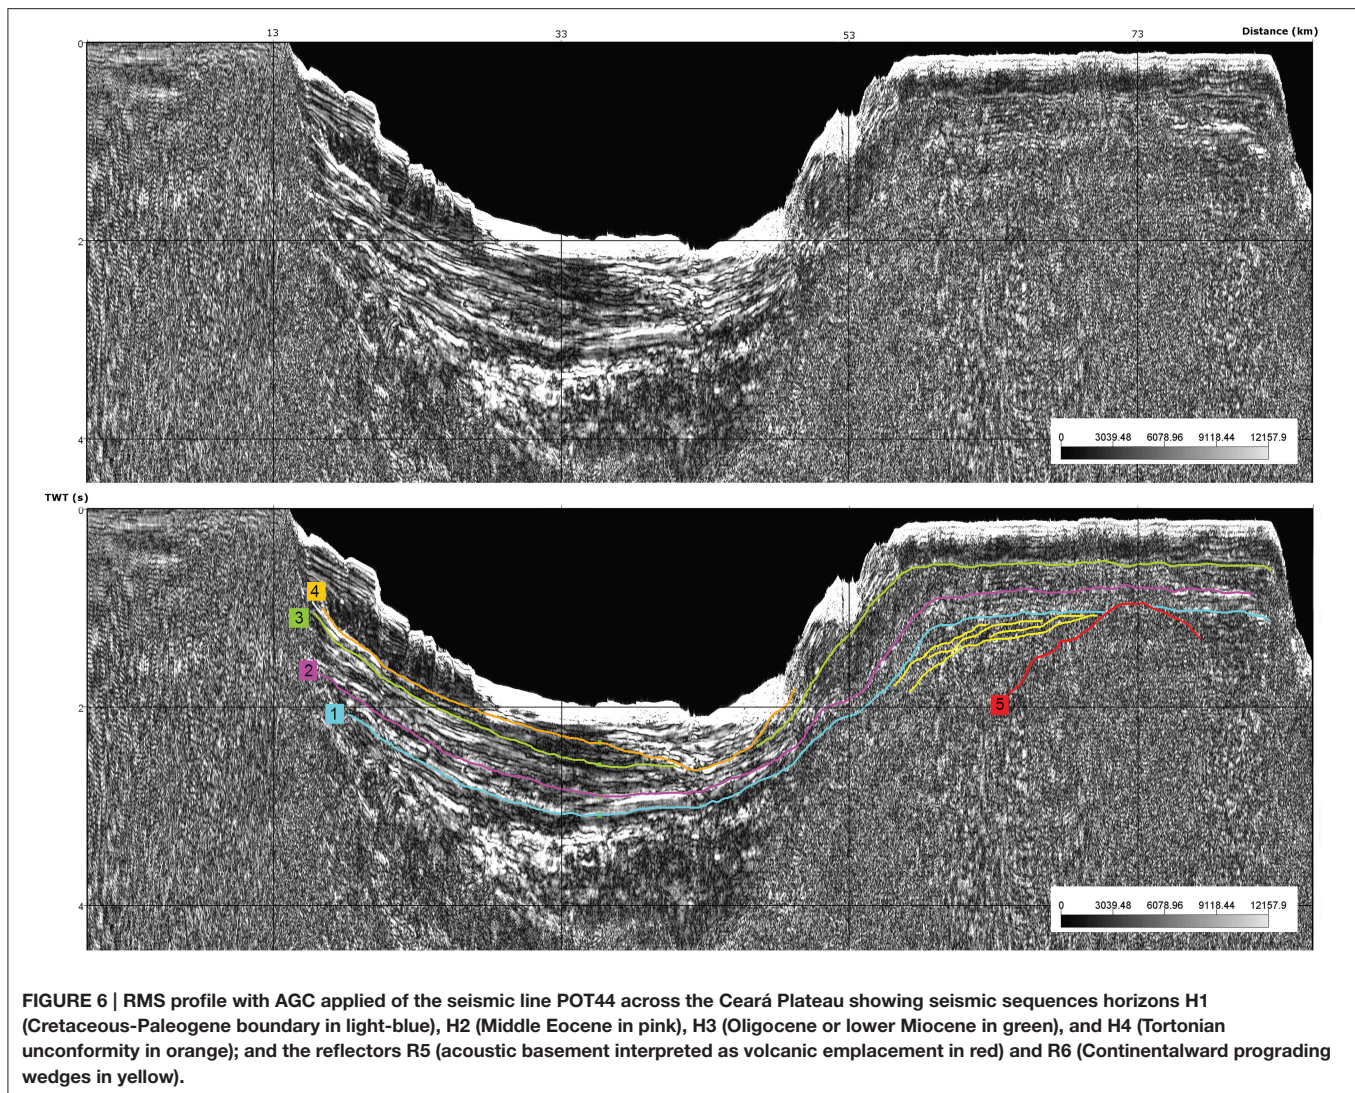 13 33 53 73 Distance (km)
0
2
4
0 3039.48 6078.96 9118.44 12157.9
TWT (s)
0
4
3
2
1
5
2
4
0 3039.48 6078.96 9118.44 12157.9
FIGURE 6 | RMS profile with AGC applied of the seismic line POT44 across the Ceará Plateau showing seismic sequences horizons H1
(Cretaceous-Paleogene boundary in light-blue), H2 (Middle Eocene in pink), H3 (Oligocene or lower Miocene in green), and H4 (Tortonian
unconformity in orange); and the reflectors R5 (acoustic basement interpreted as volcanic emplacement in red) and R6 (Continentalward prograding
wedges in yellow).